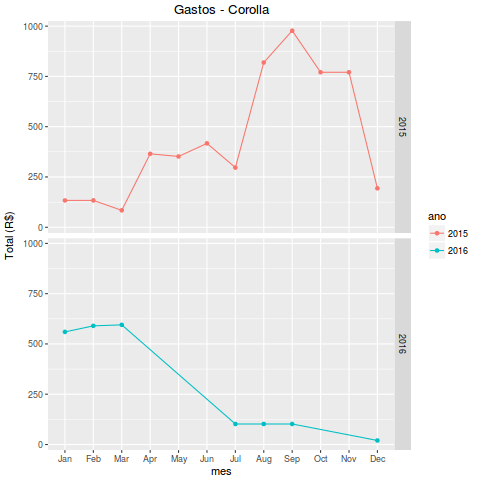 Gastos - Corolla
1000
750
500
250
0
2015
1000
750
500
250
0
2016
Total (R$)
Jan Feb Mar Apr May Jun Jul Aug Sep Oct Nov Dec
mes
ano
2015
2016